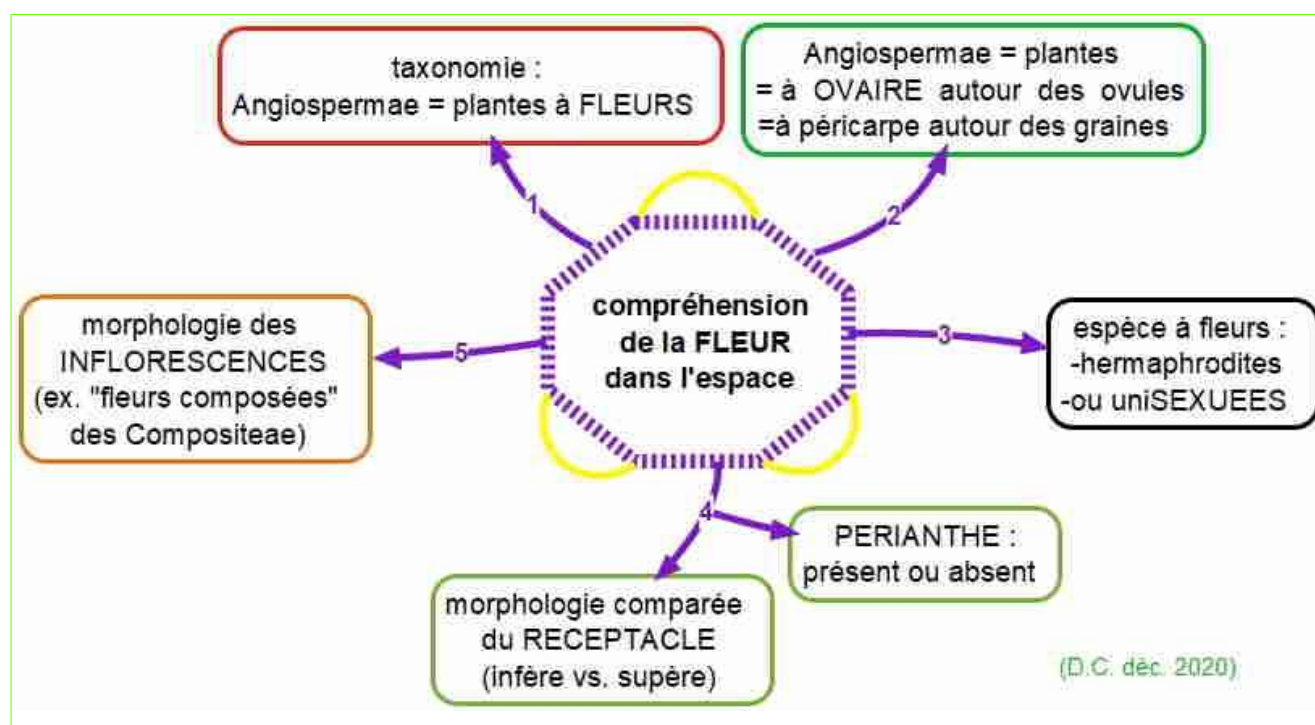 taxonomie :
Angiospermae = plantes à FLEURS
1
Angiospermae = plantes
= à OVAIRE autour des ovules
=à péricarpe autour des graines
2
compréhension
de la FLEUR
dans l'espace
3
espèce à fleurs :
-hermaphrodites
-ou uniSEXUEES
4
PERIANTHE :
présent ou absent
morphologie comparée
du RECEPTACLE
(infère vs. supère)
5
morphologie des
INFLORESCENCES
(ex. "fleurs composées"
des Compositeae)
(D.C. déc. 2020)